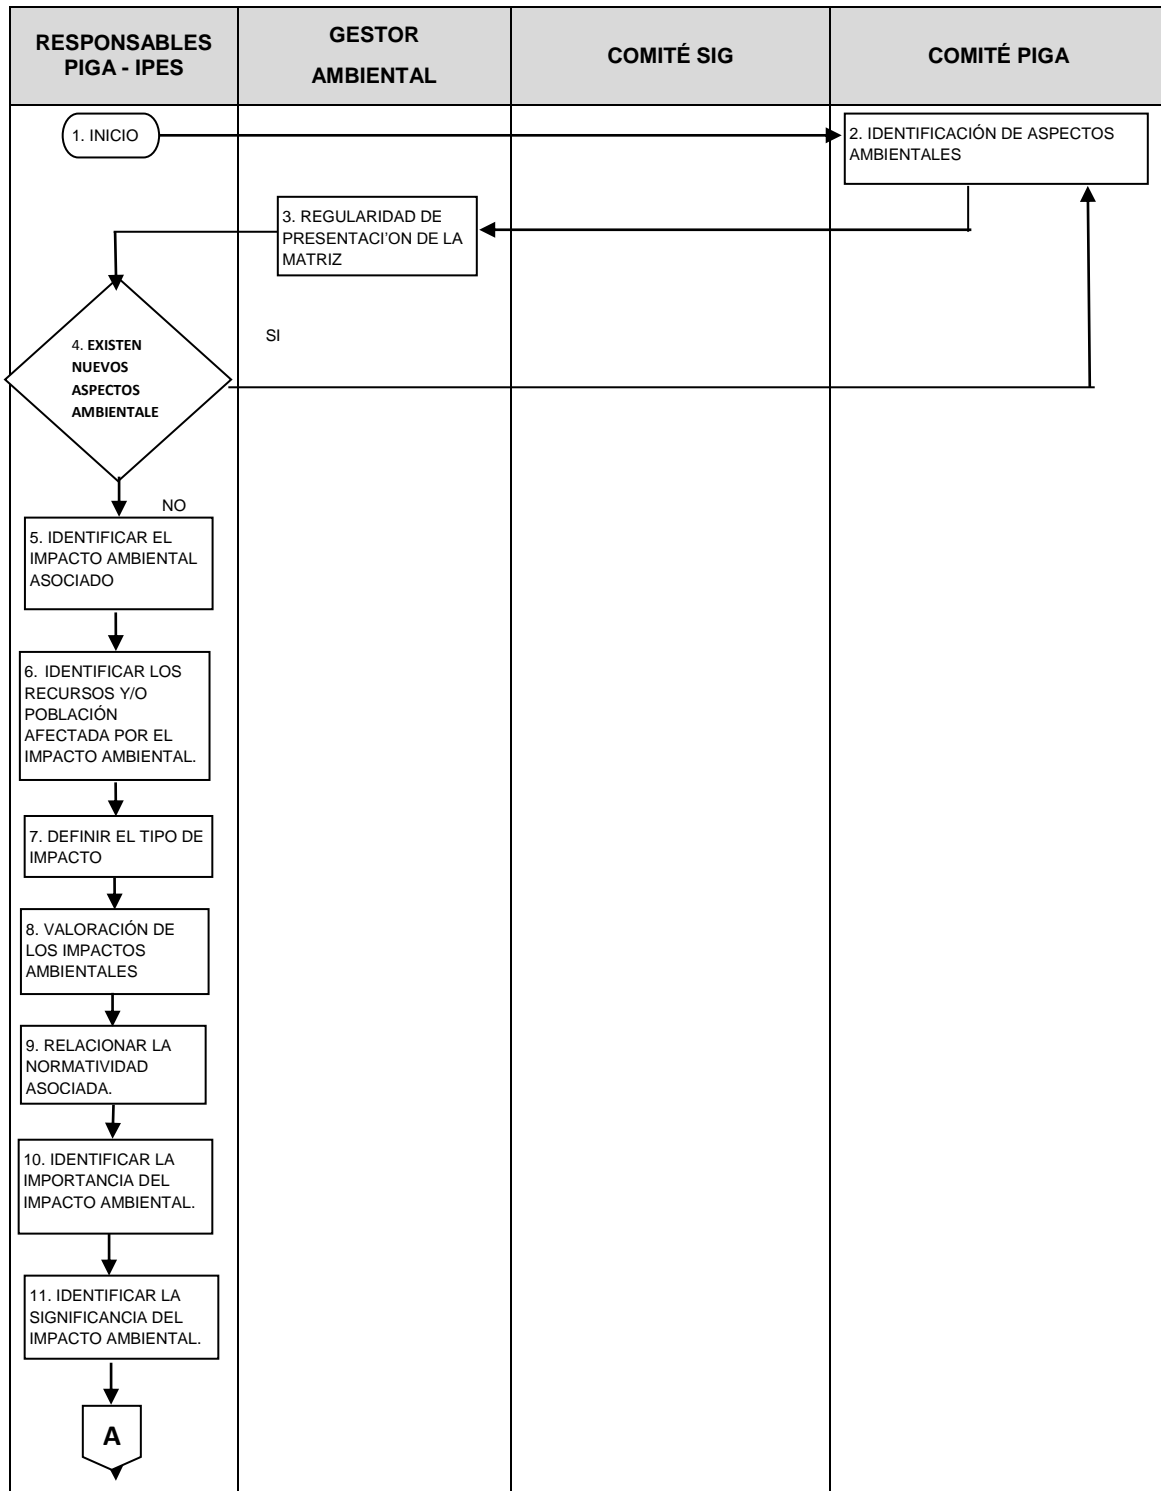 RESPONSABLES
PIGA - IPES
GESTOR
AMBIENTAL
COMITÉ SIG
COMITÉ PIGA
1. INICIO
2. IDENTIFICACIÓN DE ASPECTOS
AMBIENTALES
3. REGULARIDAD DE
PRESENTACI'ON DE LA
MATRIZ
4. EXISTEN
NUEVOS
ASPECTOS
AMBIENTALE
SI
NO
5. IDENTIFICAR EL
IMPACTO AMBIENTAL
ASOCIADO
6. IDENTIFICAR LOS
RECURSOS Y/O
POBLACIÓN
AFECTADA POR EL
IMPACTO AMBIENTAL.
7. DEFINIR EL TIPO DE
IMPACTO
8. VALORACIÓN DE
LOS IMPACTOS
AMBIENTALES
9. RELACIONAR LA
NORMATIVIDAD
ASOCIADA.
10. IDENTIFICAR LA
IMPORTANCIA DEL
IMPACTO AMBIENTAL.
11. IDENTIFICAR LA
SIGNIFICANCIA DEL
IMPACTO AMBIENTAL.
A